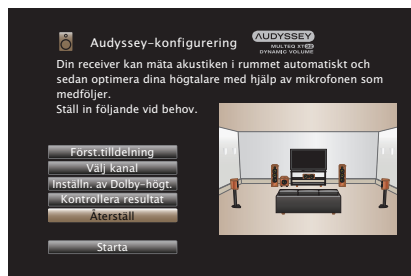 Audyssey-konfigurering
AUDYSSEY
MULTEQ XT32
DYNAMIC VOLUME
Din receiver kan mäta akustiken i rummet automatiskt och
sedan optimera dina högtalare med hjälp av mikrofonen som
medföljer.
Ställ in följande vid behov.
Först.tilldelning
Välj kanal
Inställn. av Dolby-högt.
Kontrollera resultat
Återställ
Starta